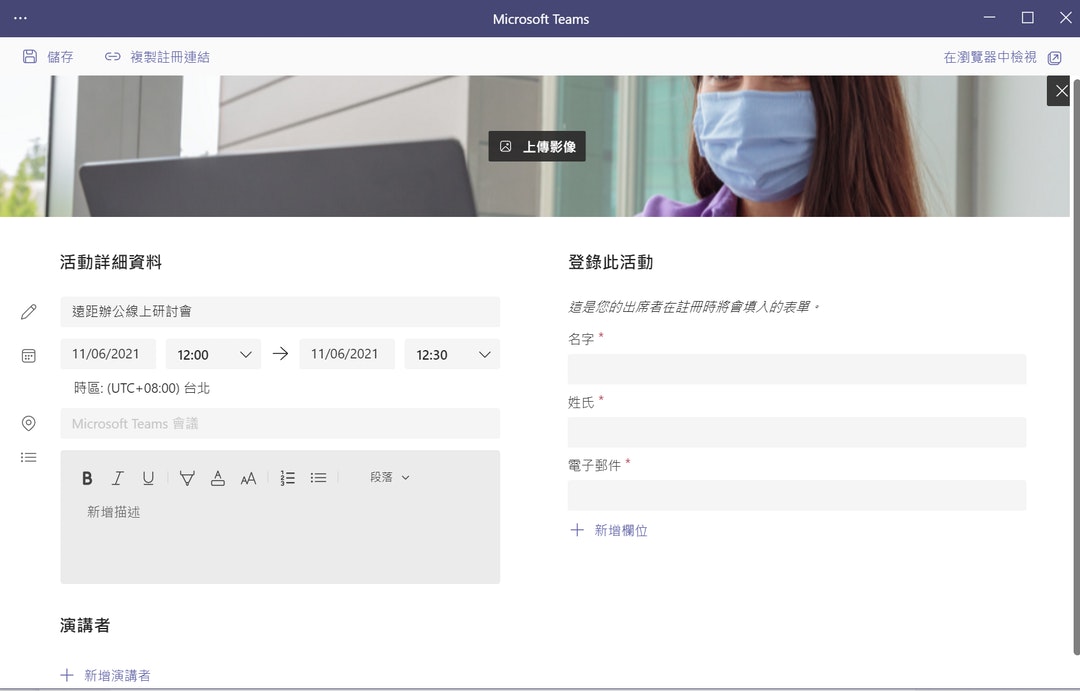 Microsoft Teams
儲存 複製註冊連結 在瀏覽器中檢視
上傳影像
活動詳細資料
遠距辦公線上研討會
11/06/2021 12:00 11/06/2021 12:30
時區: (UTC+08:00) 台北
Microsoft Teams 會議
B I U A AA 段落
新增描述
演講者
新增演講者
登錄此活動
這是您的出席者在註冊時將會填入的表單。
名字 *
姓氏 *
電子郵件 *
新增欄位